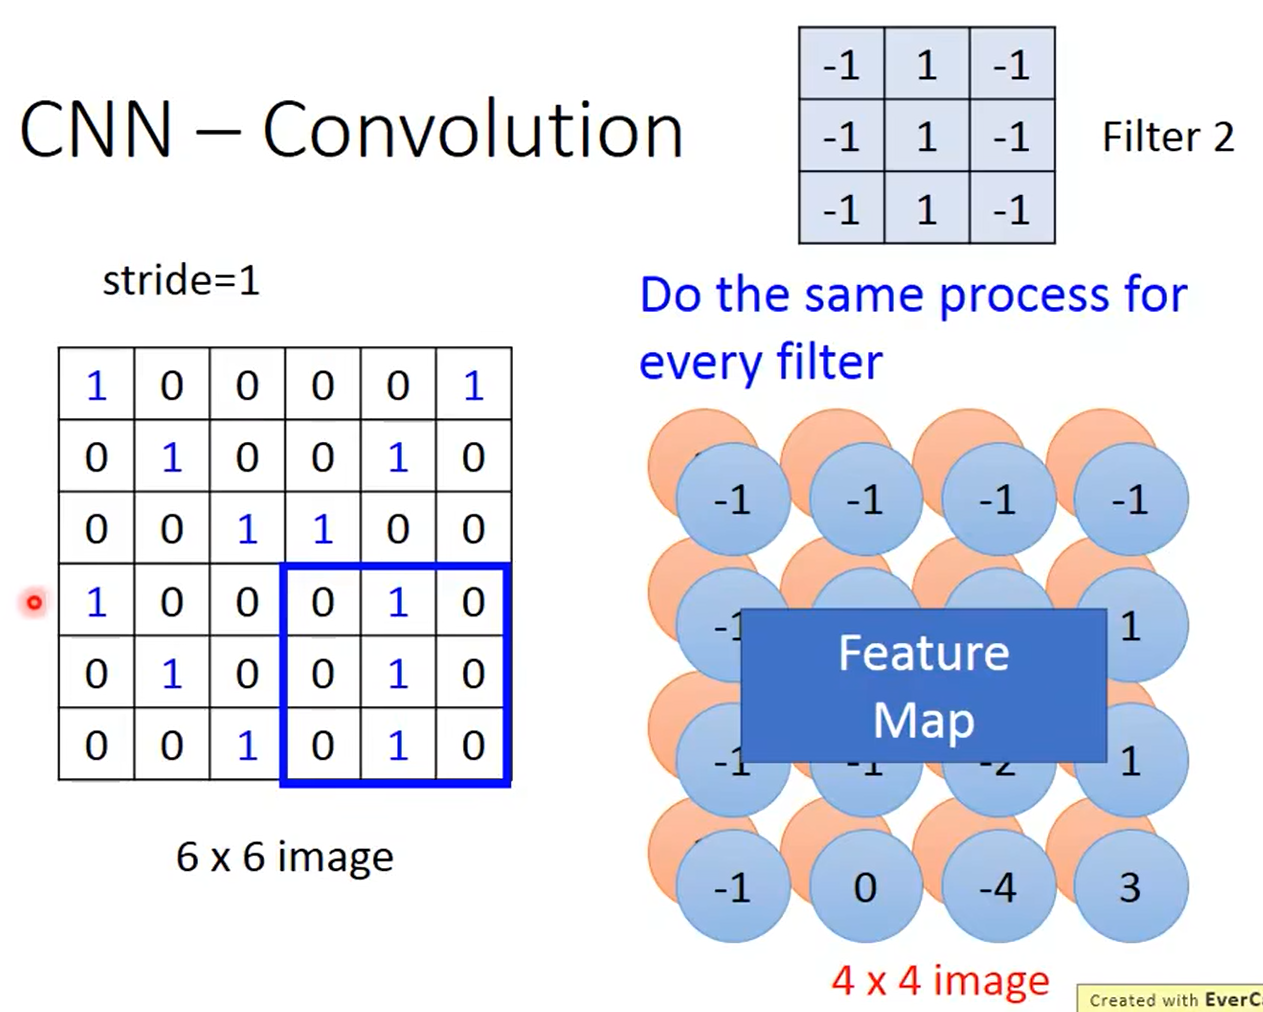 CNN – Convolution
-1 1 -1
-1 1 -1
-1 1 -1
Filter 2
stride=1
Do the same process for
every filter
1 0 0 0 0 1
0 1 0 0 1 0
0 0 1 1 0 0
1 0 0 0 1 0
0 1 0 0 1 0
0 0 1 0 1 0
6 x 6 image
-1 -1 -1 -1
-1 1
Feature
Map
-1 -1 -2 1
-1 0 -4 3
4 x 4 image
Created with